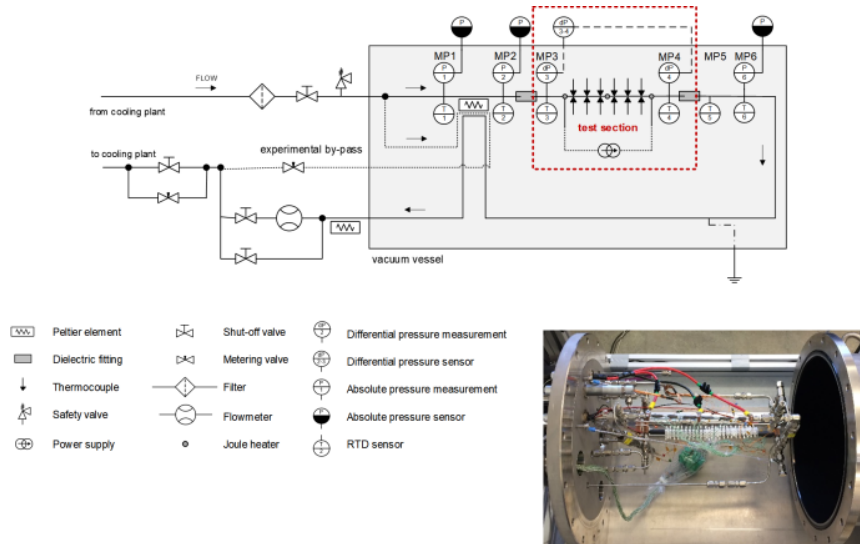 P
P
P
dP
3-4
MP1
MP2
MP3
MP4
MP5
MP6
P
1
P
2
dP
3
dP
4
P
6
FLOW
from cooling plant
T
1
T
2
T
3
T
4
T
5
T
6
test section
to cooling plant
experimental by-pass
vacuum vessel
Peltier element
Shut-off valve
Differential pressure measurement
Dielectric fitting
Metering valve
Differential pressure sensor
Thermocouple
Filter
Absolute pressure measurement
Safety valve
Flowmeter
Absolute pressure sensor
Power supply
Joule heater
RTD sensor